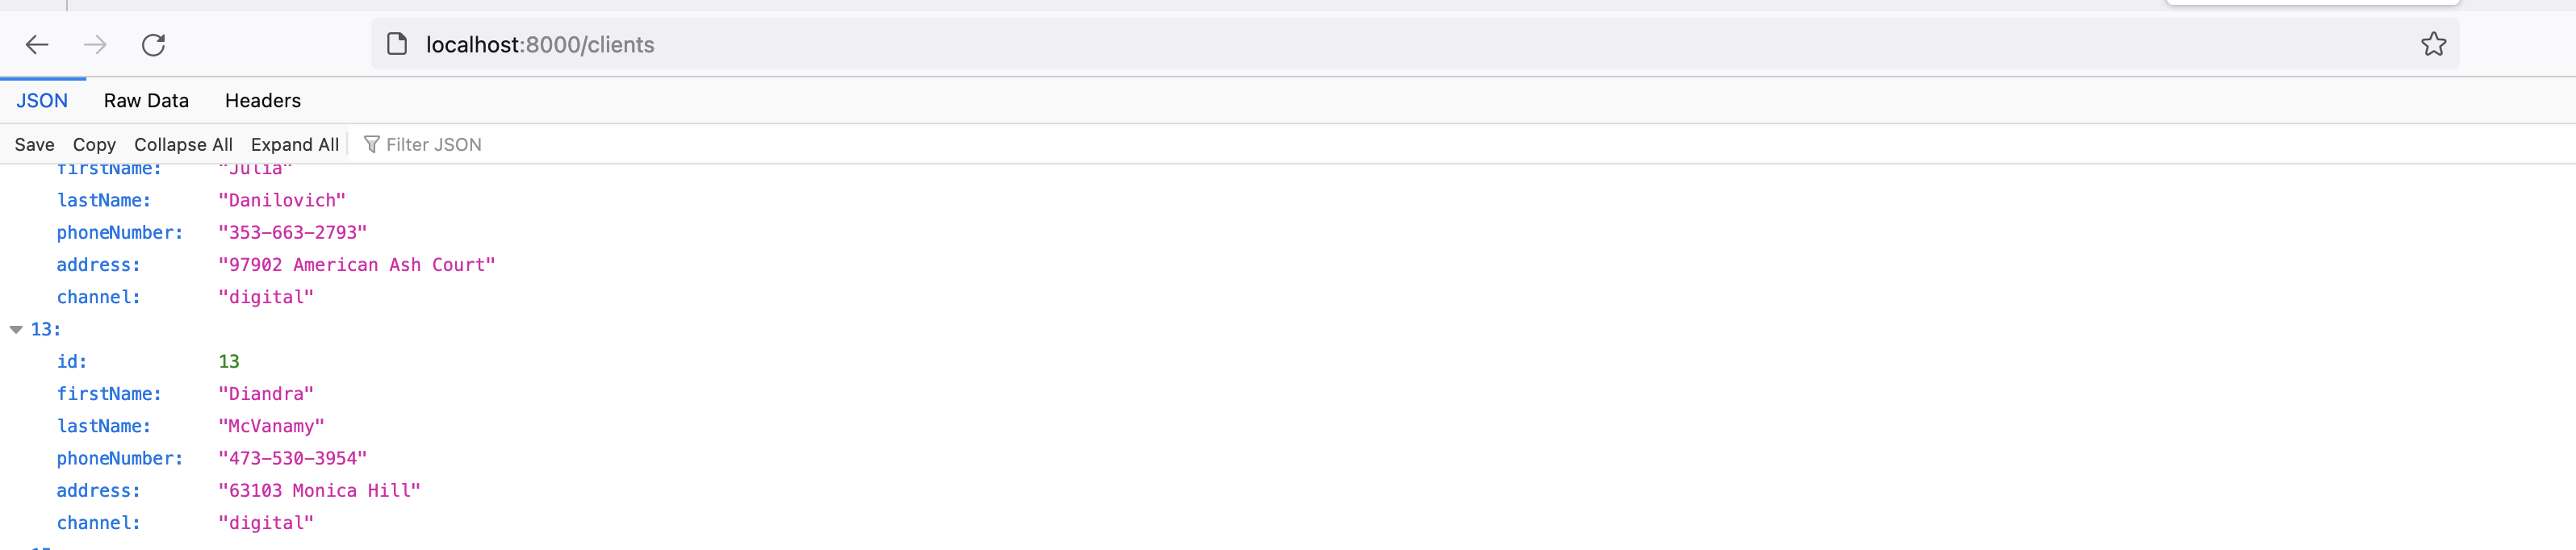 localhost:8000/clients
JSON Raw Data Headers
Save Copy Collapse All Expand All Filter JSON
firstName: "Julia"
lastName: "Danilovich"
phoneNumber: "353-663-2793"
address: "97902 American Ash Court"
channel: "digital"
13:
id: 13
firstName: "Diandra"
lastName: "McVanamy"
phoneNumber: "473-530-3954"
address: "63103 Monica Hill"
channel: "digital"